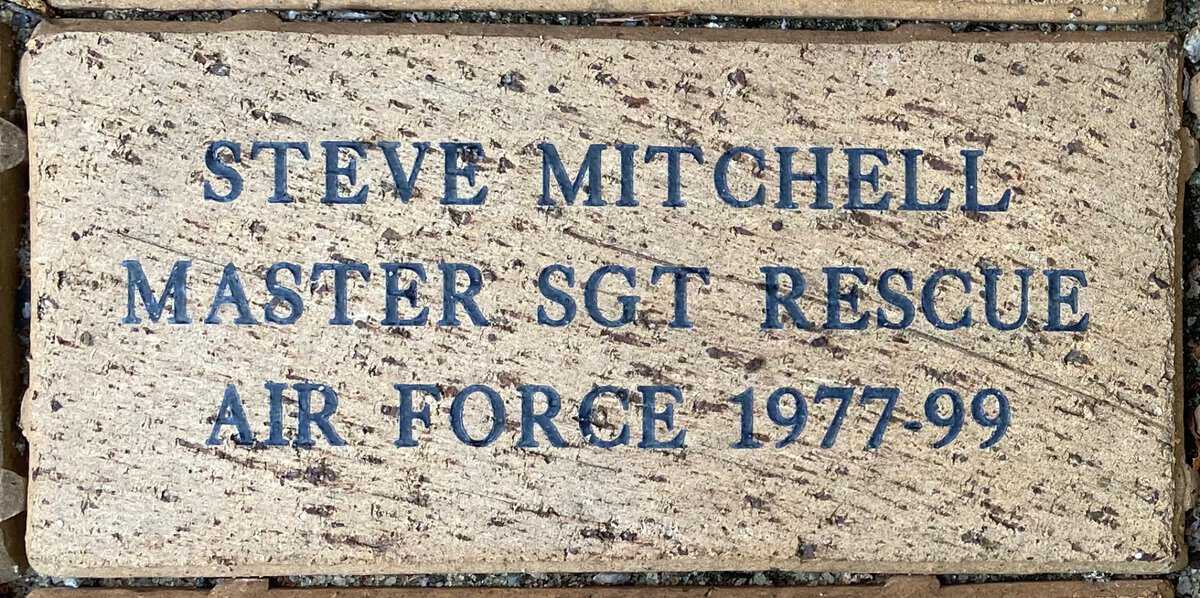 STEVE MITCHELL
MASTER SGT RESCUE
AIR FORCE 1977-99